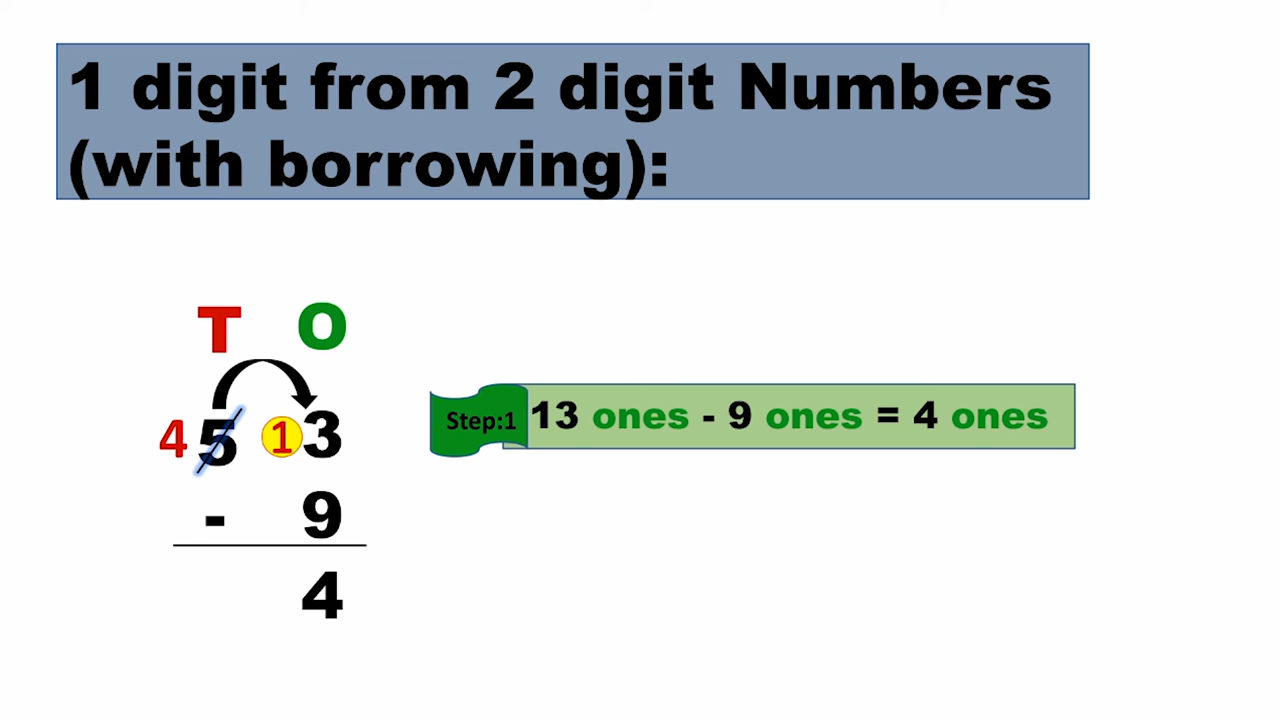 1 digit from 2 digit Numbers
(with borrowing):
T O
4 5 1 3
- 9
4
Step:1 13 ones - 9 ones = 4 ones